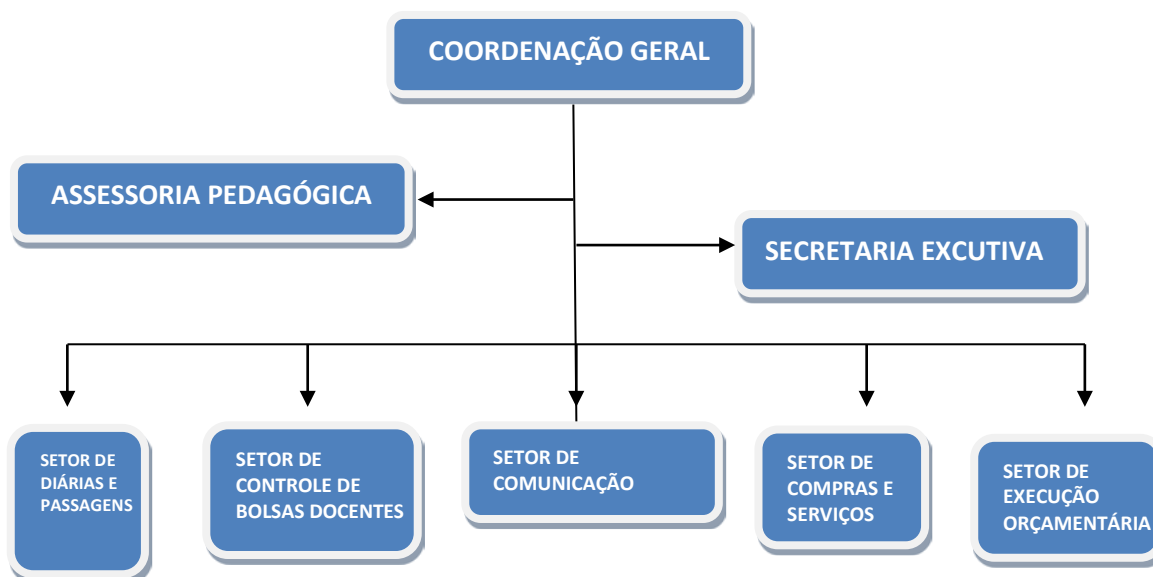 COORDENAÇÃO GERAL
ASSESSORIA PEDAGÓGICA
SECRETARIA EXCUTIVA
SETOR DE
DIÁRIAS E
PASSAGENS
SETOR DE
CONTROLE DE
BOLSAS DOCENTES
SETOR DE
COMUNICAÇÃO
SETOR DE
COMPRAS E
SERVIÇOS
SETOR DE
EXECUÇÃO
ORÇAMENTÁRIA